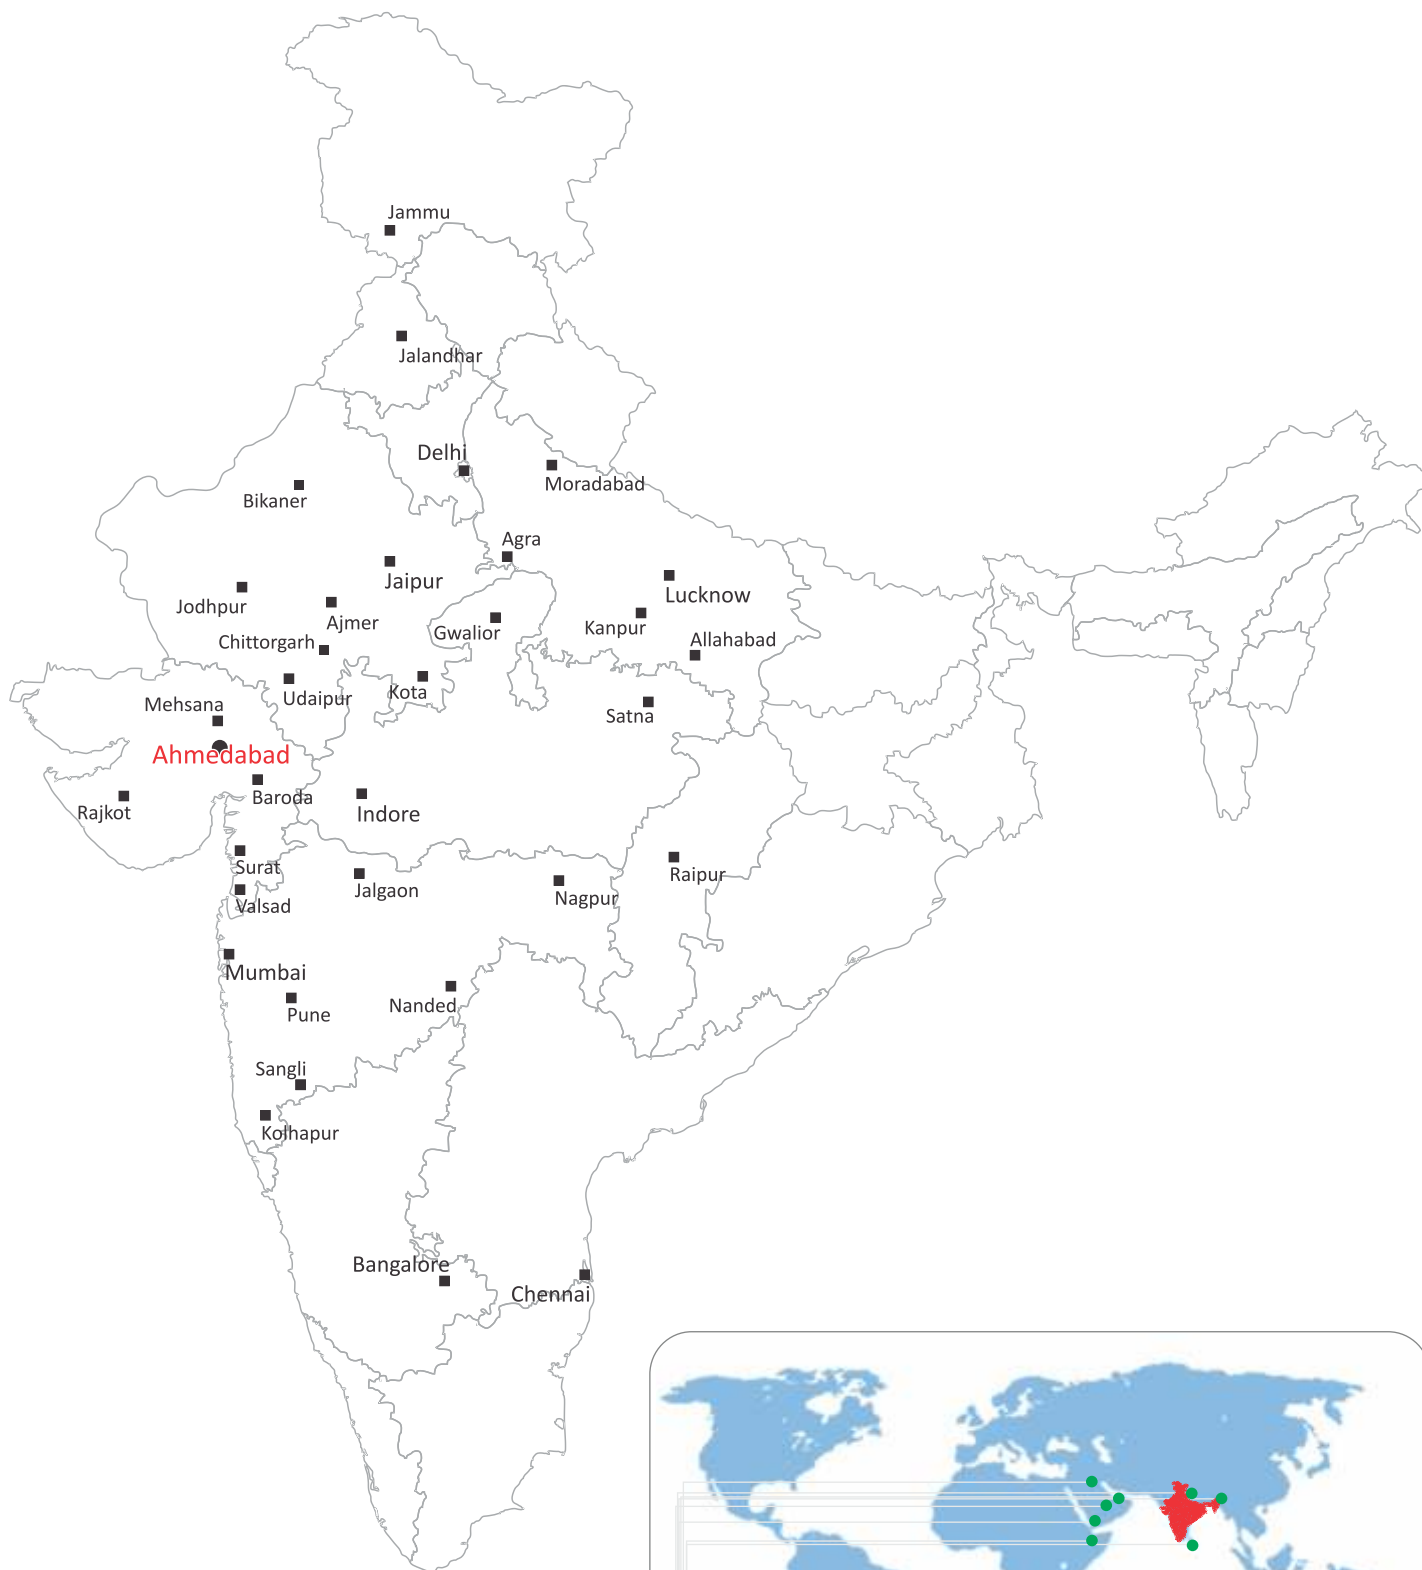 Jammu
Jalandhar
Delhi
Moradabad
Bikaner
Agra
Jaipur
Lucknow
Jodhpur
Ajmer
Kanpur
Gwalior
Chittorgarh
Allahabad
Udaipur
Kota
Mehsana
Satna
Ahmedabad
Baroda
Rajkot
Indore
Surat
Raipur
Jalgaon
Nagpur
Valsad
Mumbai
Nanded
Pune
Sangli
Kolhapur
Bangalore
Chennai